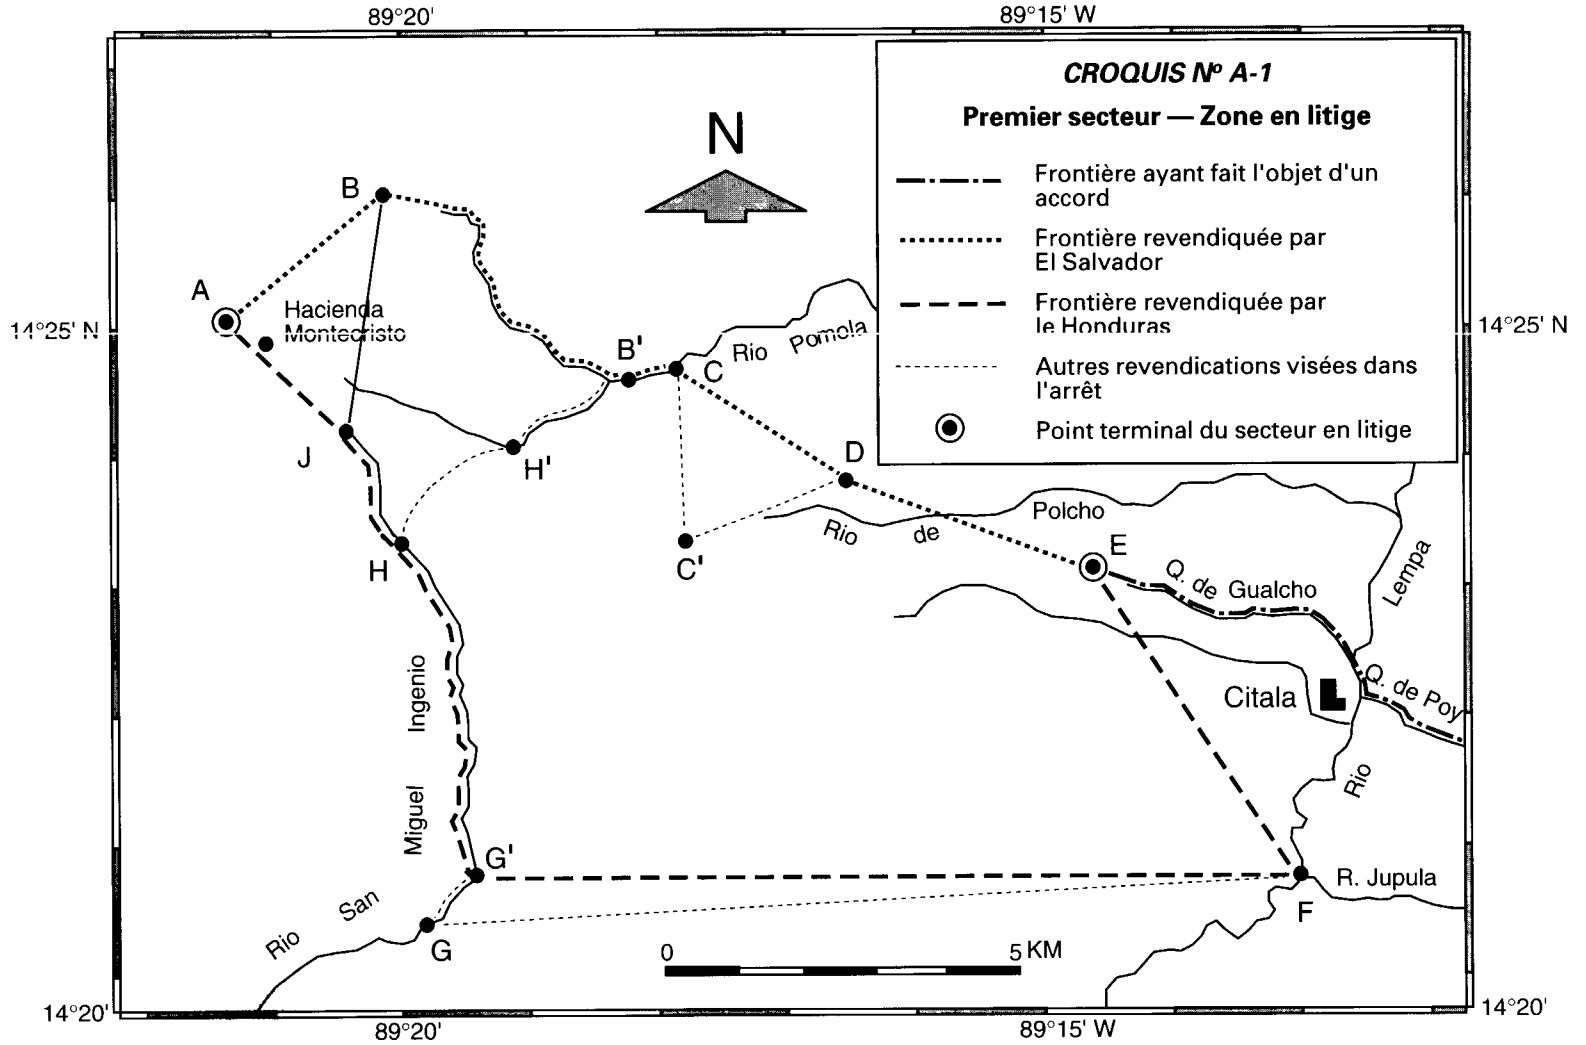 89°20'
89°15' W
CROQUIS Nº A-1
Premier secteur — Zone en litige
Frontière ayant fait l'objet d'un
accord
Frontière revendiquée par
El Salvador
Frontière revendiquée par
le Honduras
Autres revendications visées dans
l'arrêt
Point terminal du secteur en litige
N
B
A
Hacienda
Montecristo
14°25' N
14°25' N
B'
C
Rio Pomola
J
H'
D
Rio de Polcho
C'
E
H
Q. de Gualcho
Lempa
Ingenio
Citala
Q. de Poy
Miguel
Rio
G'
R. Jupula
San
F
Rio
G
0
5 KM
14°20'
14°20'
89°20'
89°15' W